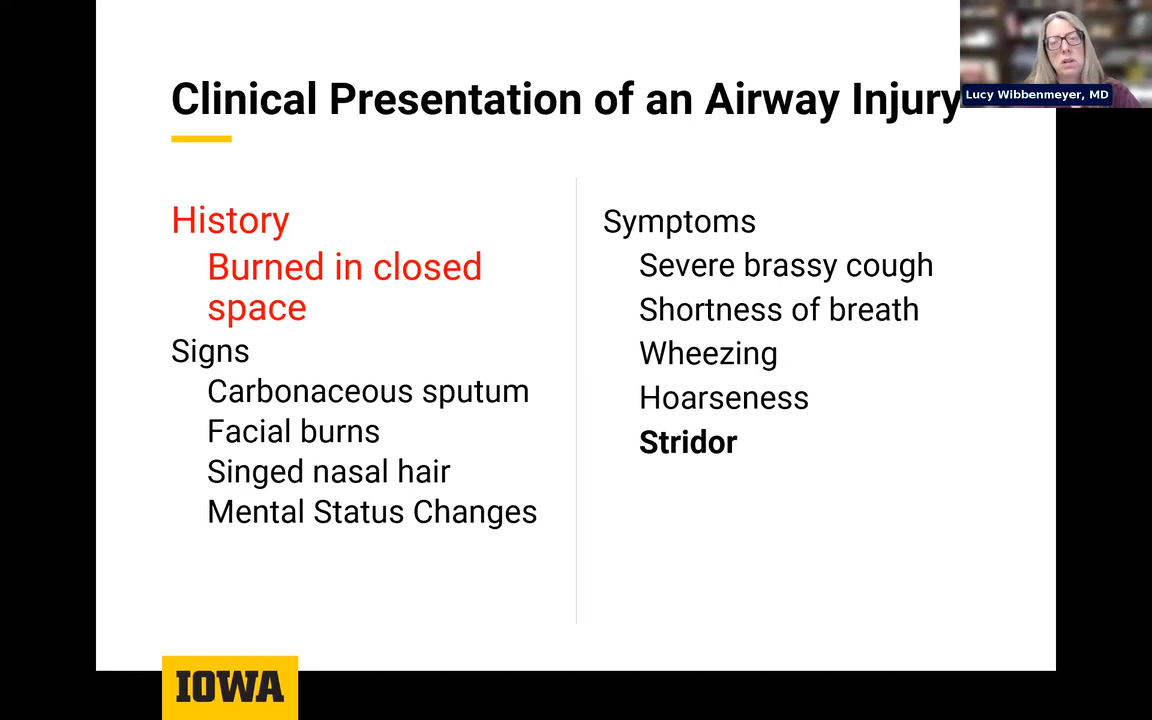 Clinical Presentation of an Airway Injury
Lucy Wibbenmeyer, MD
History
Burned in closed
space
Signs
Carbonaceous sputum
Facial burns
Singed nasal hair
Mental Status Changes
Symptoms
Severe brassy cough
Shortness of breath
Wheezing
Hoarseness
Stridor
IOWA